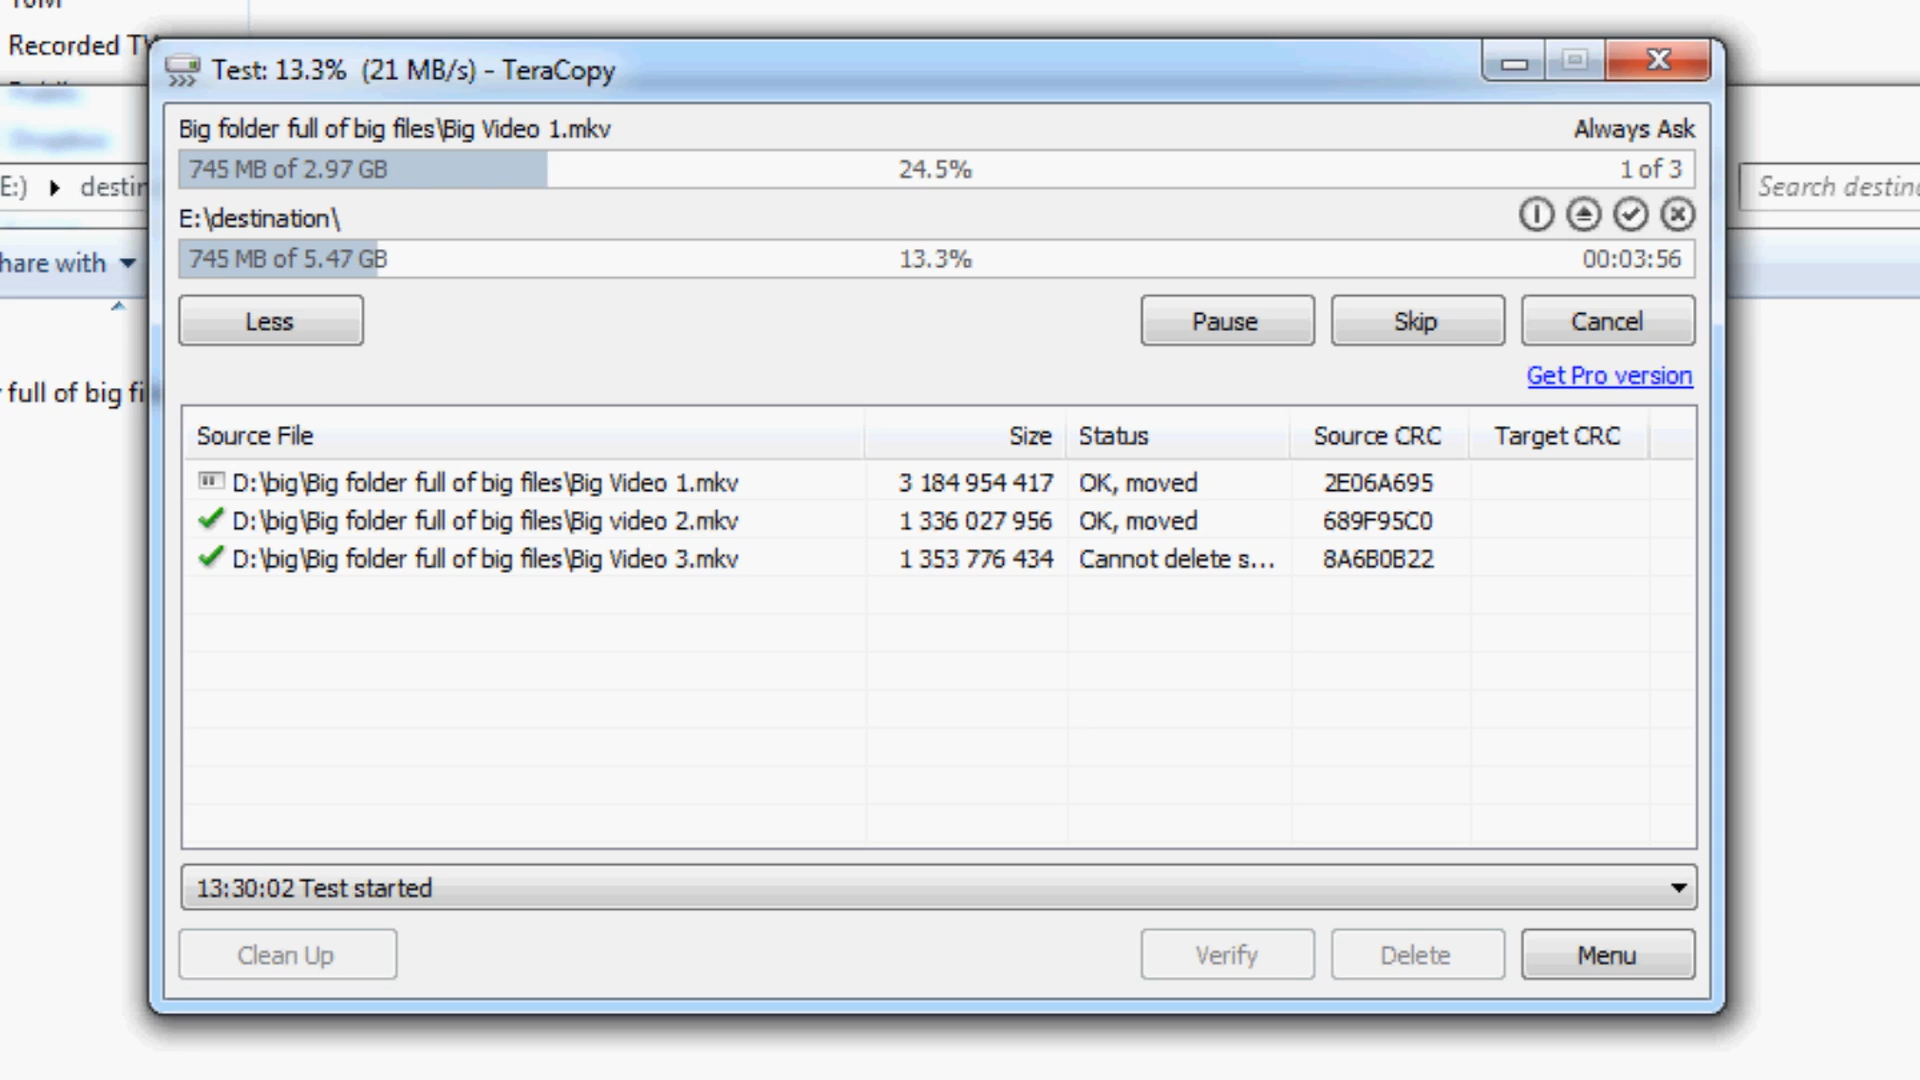 Recorded TV
Test: 13.3% (21 MB/s) - TeraCopy
Big folder full of big files\Big Video 1.mkv
Always Ask
745 MB of 2.97 GB
24.5%
1 of 3
E:)
destin
Search destina
E:\destination\
hare with
745 MB of 5.47 GB
13.3%
00:03:56
Less
Pause
Skip
Cancel
Get Pro version
full of big fi
Source File Size Status Source CRC Target CRC
D:\big\Big folder full of big files\Big Video 1.mkv 3 184 954 417 OK, moved 2E06A695
D:\big\Big folder full of big files\Big video 2.mkv 1 336 027 956 OK, moved 689F95C0
D:\big\Big folder full of big files\Big Video 3.mkv 1 353 776 434 Cannot delete s... 8A6B0B22
13:30:02 Test started
Clean Up
Verify
Delete
Menu